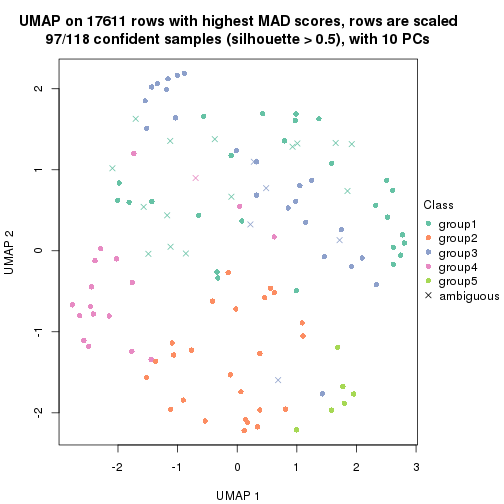 UMAP on 17611 rows with highest MAD scores, rows are scaled
97/118 confident samples (silhouette > 0.5), with 10 PCs
2
1
0
-1
-2
UMAP 2
-2
-1
0
1
2
3
UMAP 1
Class
group1
group2
group3
group4
group5
ambiguous